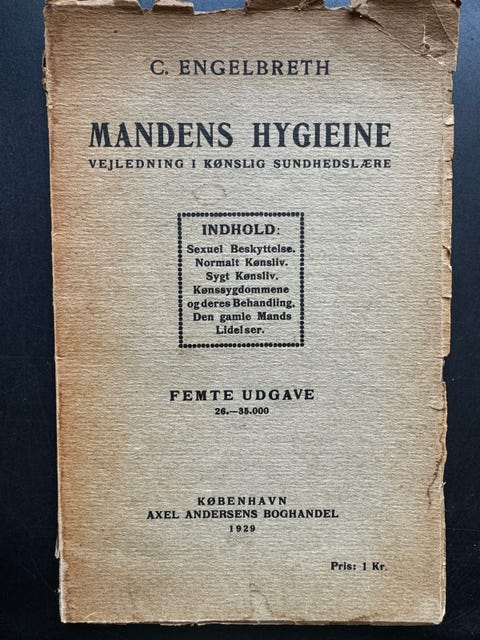 C. ENGELBRETH
MANDENS HYGIEINE
VEJLEDNING I KØNSLIG SUNDHEDSLÆRE
INDHOLD:
Sexuel Beskyttelse.
Normalt Kønsliv.
Sygt Kønsliv.
Kønssygdommene
og deres Behandling.
Den gamle Mands
Lidelser.
FEMTE UDGAVE
26.—35.000
KØBENHAVN
AXEL ANDERSENS BOGHANDEL
1929
Pris: 1 Kr.